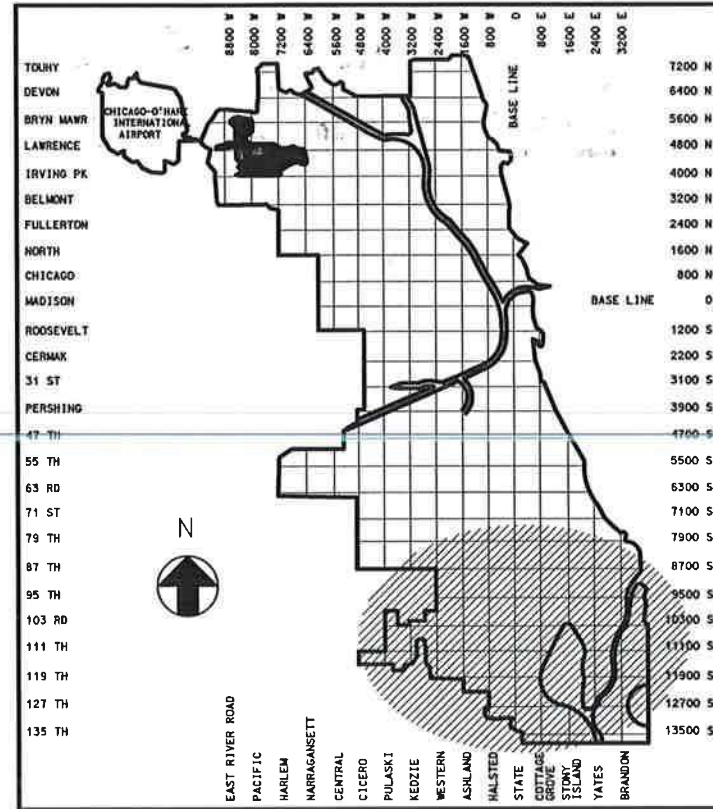 8800 W
8000 W
7200 W
6400 W
5600 W
4800 W
4000 W
3200 W
2400 W
1600 W
800 W
0
800 E
1600 E
2400 E
3200 E
TOUHY
DEVON
BRYN MAWR
LAWRENCE
IRVING PK
BELMONT
FULLERTON
NORTH
CHICAGO
MADISON
ROOSEVELT
CERMAK
31 ST
PERSHING
47 TH
55 TH
63 RD
71 ST
79 TH
87 TH
95 TH
103 RD
111 TH
119 TH
127 TH
135 TH
CHICAGO-O'HARE
INTERNATIONAL
AIRPORT
BASE LINE
BASE LINE
7200 N
6400 N
5600 N
4800 N
4000 N
3200 N
2400 N
1600 N
800 N
0
1200 S
2200 S
3100 S
3900 S
4700 S
5500 S
6300 S
7100 S
7900 S
8700 S
9500 S
10300 S
11100 S
11900 S
12700 S
13500 S
N
EAST RIVER ROAD
PACIFIC
HARLEM
NARRAGANSETT
CENTRAL
CICERO
PULASKI
KEDZIE
WESTERN
ASHLAND
HALSTED
STATE
COTTAGE
GROVE
STONY
ISLAND
YATES
BRANDON